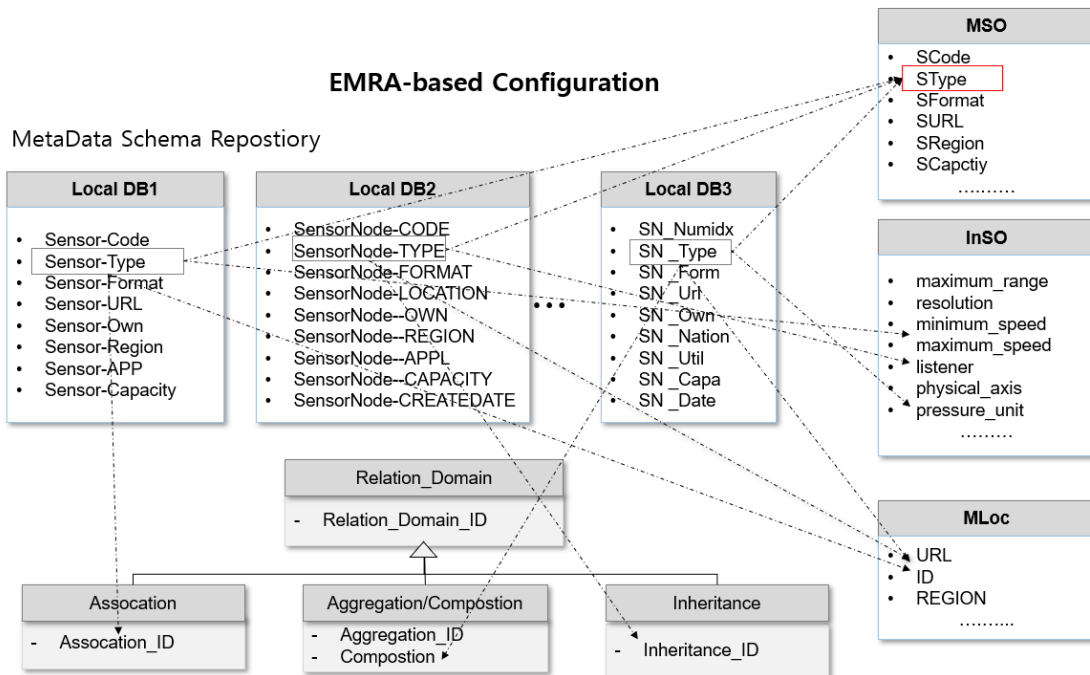 EMRA-based Configuration
MetaData Schema Repostiory
Local DB1
• Sensor-Code
• Sensor-Type
• Sensor-Format
• Sensor-URL
• Sensor-Own
• Sensor-Region
• Sensor-APP
• Sensor-Capacity
Local DB2
• SensorNode-CODE
• SensorNode-TYPE
• SensorNode-FORMAT
• SensorNode-LOCATION
• SensorNode--OWN
• SensorNode--REGION
• SensorNode--APPL
• SensorNode--CAPACITY
• SensorNode-CREATEDATE
...
Local DB3
• SN_Numidx
• SN _Type
• SN _Form
• SN _Url
• SN _Own
• SN _Nation
• SN _Util
• SN _Capa
• SN _Date
MSO
• SCode
• SType
• SFormat
• SURL
• SRegion
• SCapctiy
……….
InSO
• maximum_range
• resolution
• minimum_speed
• maximum_speed
• listener
• physical_axis
• pressure_unit
………
MLoc
• URL
• ID
• REGION
……...
Relation_Domain
- Relation_Domain_ID
Assocation
- Assocation_ID
Aggregation/Compostion
- Aggregation_ID
- Compostion
Inheritance
- Inheritance_ID